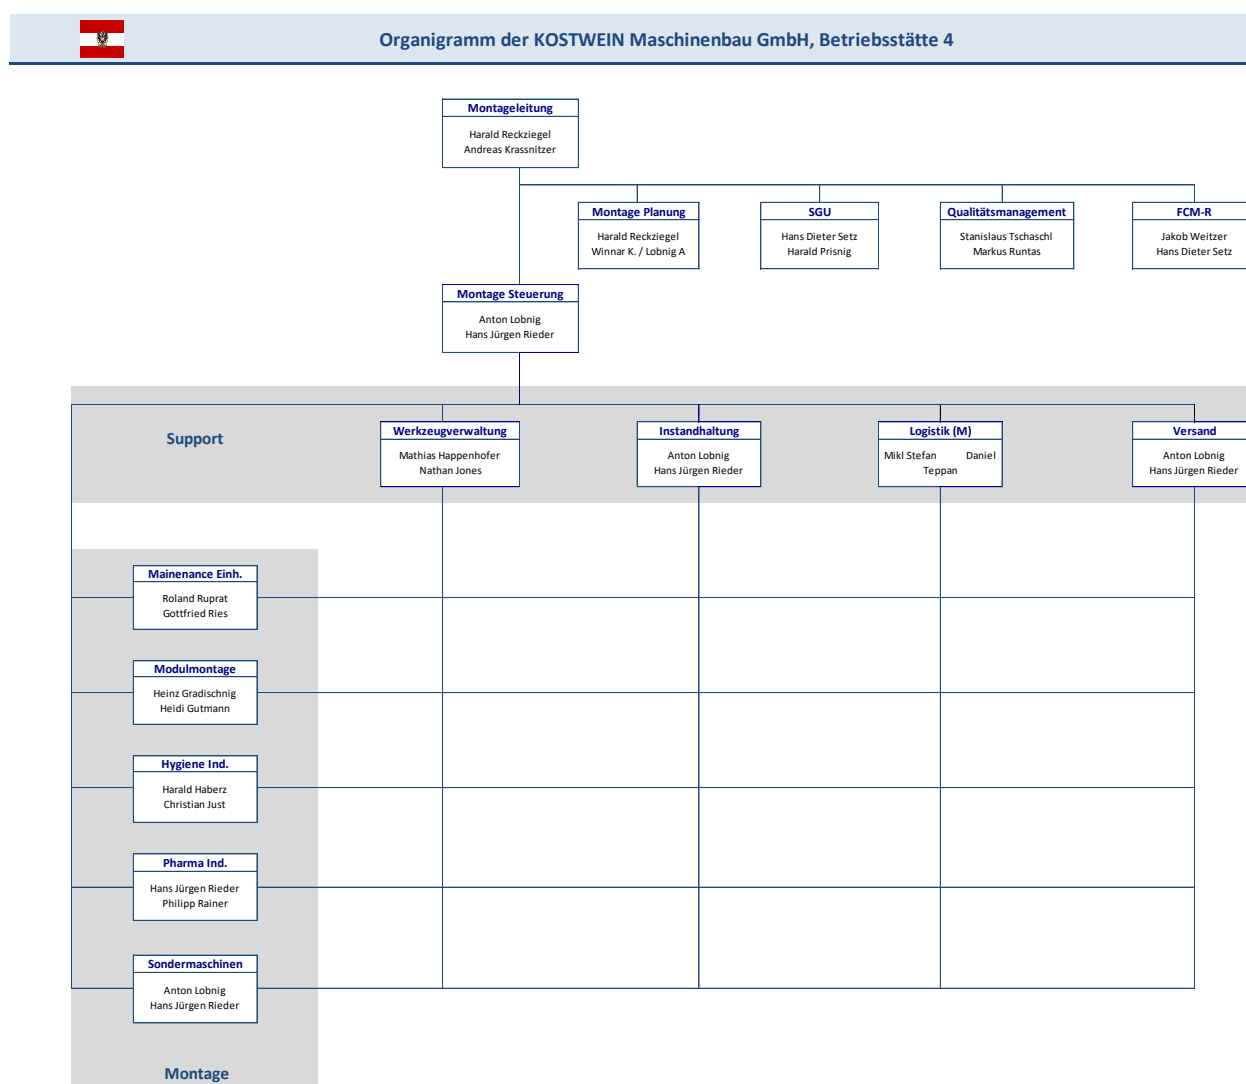 Organigramm der KOSTWEIN Maschinenbau GmbH, Betriebsstätte 4
Montageleitung
Harald Reckziegel
Andreas Krassnitzer
Montage Planung
Harald Reckziegel
Winnar K. / Lobnig A
SGU
Hans Dieter Setz
Harald Prisnig
Qualitätsmanagement
Stanislaus Tschaschl
Markus Runtas
FCM-R
Jakob Weitzer
Hans Dieter Setz
Montage Steuerung
Anton Lobnig
Hans Jürgen Rieder
Support
Werkzeugverwaltung
Mathias Happenhofer
Nathan Jones
Instandhaltung
Anton Lobnig
Hans Jürgen Rieder
Logistik (M)
Mikl Stefan Daniel
Teppan
Versand
Anton Lobnig
Hans Jürgen Rieder
Mainenance Einh.
Roland Ruprat
Gottfried Ries
Modulmontage
Heinz Gradischnig
Heidi Gutmann
Hygiene Ind.
Harald Haberz
Christian Just
Pharma Ind.
Hans Jürgen Rieder
Philipp Rainer
Sondermaschinen
Anton Lobnig
Hans Jürgen Rieder
Montage